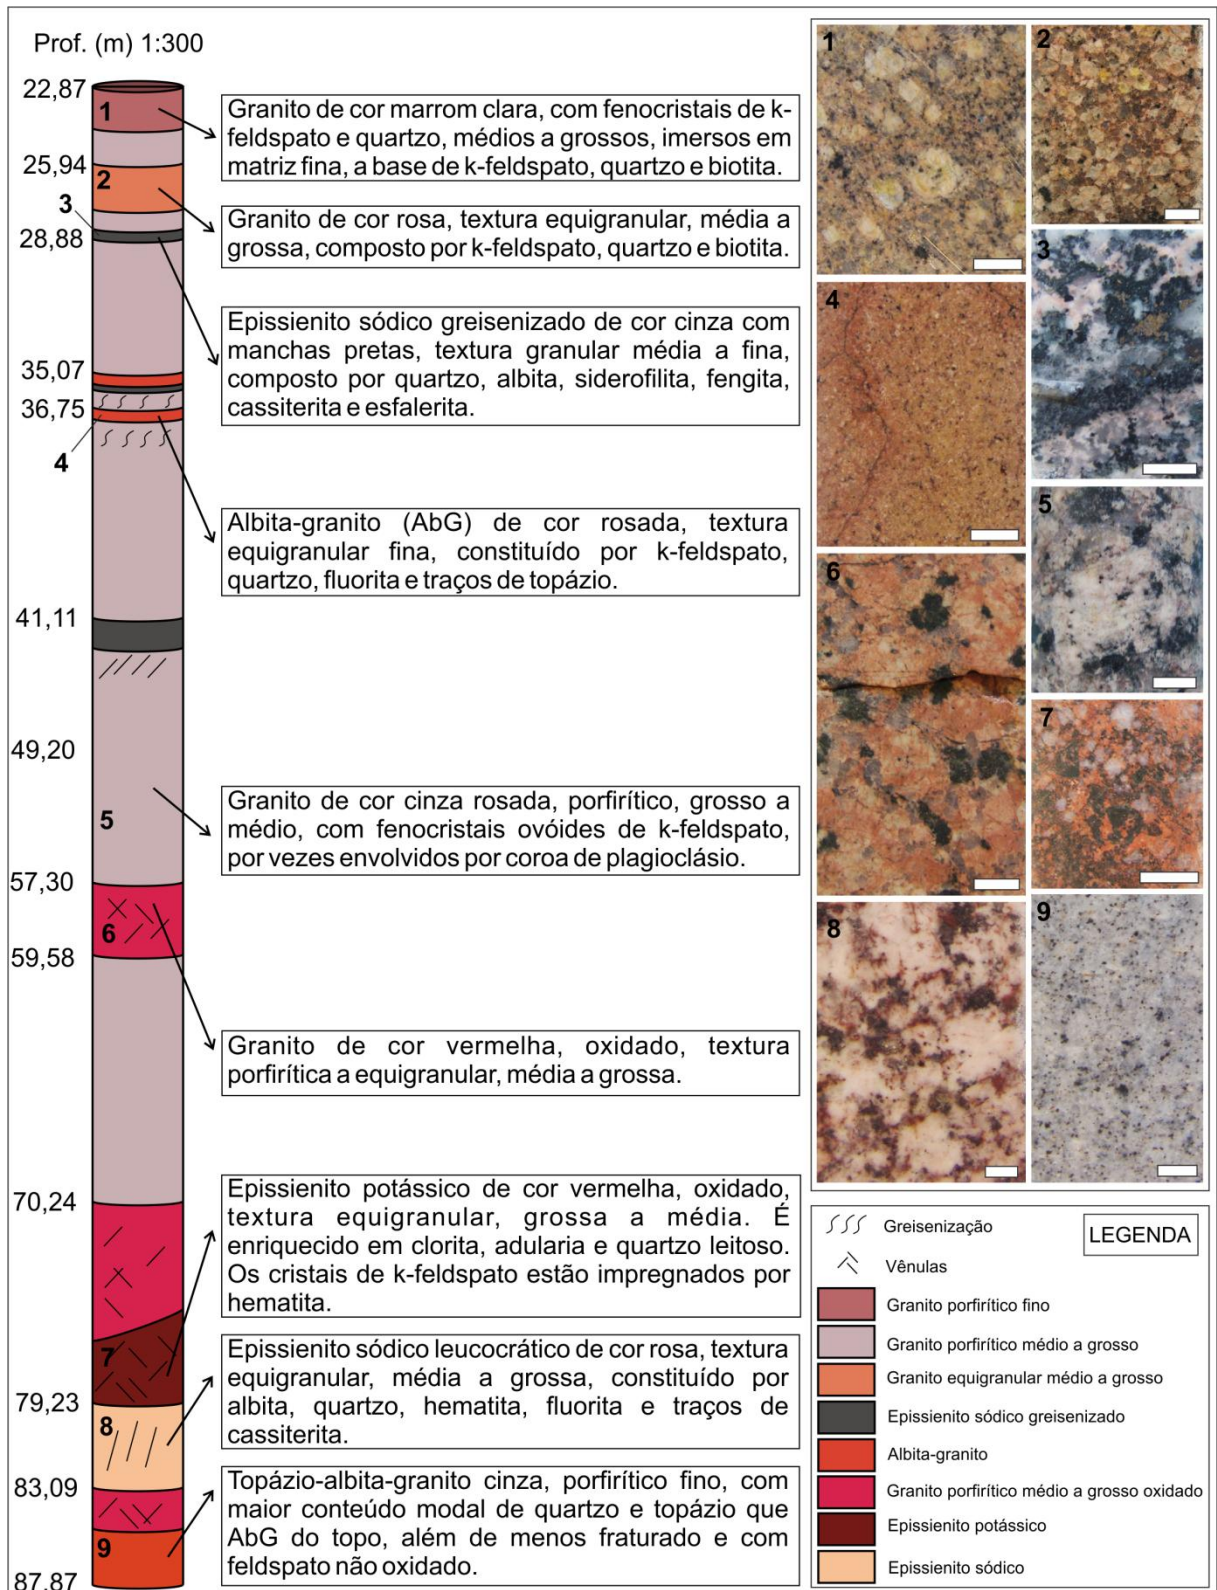 Prof. (m) 1:300
22,87
1
Granito de cor marrom clara, com fenocristais de k-
feldspato e quartzo, médios a grossos, imersos em
matriz fina, a base de k-feldspato, quartzo e biotita.
25,94
2
Granito de cor rosa, textura equigranular, média a
grossa, composto por k-feldspato, quartzo e biotita.
3
28,88
Epissienito sódico greisenizado de cor cinza com
manchas pretas, textura granular média a fina,
composto por quartzo, albita, siderofilita, fengita,
cassiterita e esfalerita.
35,07
36,75
4
Albita-granito (AbG) de cor rosada, textura
equigranular fina, constituído por k-feldspato,
quartzo, fluorita e traços de topázio.
41,11
49,20
5
Granito de cor cinza rosada, porfirítico, grosso a
médio, com fenocristais ovóides de k-feldspato,
por vezes envolvidos por coroa de plagioclásio.
57,30
6
59,58
Granito de cor vermelha, oxidado, textura
porfirítica a equigranular, média a grossa.
70,24
Epissienito potássico de cor vermelha, oxidado,
textura equigranular, grossa a média. É
enriquecido em clorita, adularia e quartzo leitoso.
Os cristais de k-feldspato estão impregnados por
hematita.
7
79,23
8
Epissienito sódico leucocrático de cor rosa, textura
equigranular, média a grossa, constituído por
albita, quartzo, hematita, fluorita e traços de
cassiterita.
83,09
9
Topázio-albita-granito cinza, porfirítico fino, com
maior conteúdo modal de quartzo e topázio que
AbG do topo, além de menos fraturado e com
feldspato não oxidado.
87,87
1
2
3
4
5
6
7
8
9
LEGENDA
Greisenização
Vênulas
Granito porfirítico fino
Granito porfirítico médio a grosso
Granito equigranular médio a grosso
Epissienito sódico greisenizado
Albita-granito
Granito porfirítico médio a grosso oxidado
Epissienito potássico
Epissienito sódico